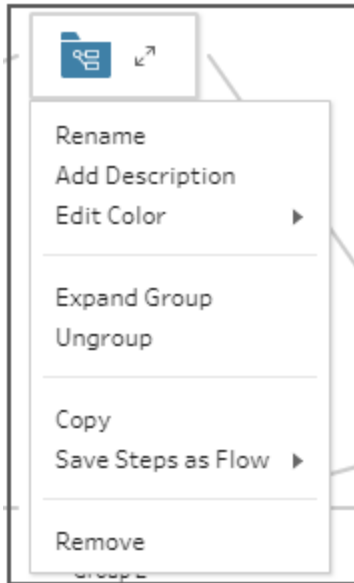 Rename
Add Description
Edit Color
Expand Group
Ungroup
Copy
Save Steps as Flow
Remove